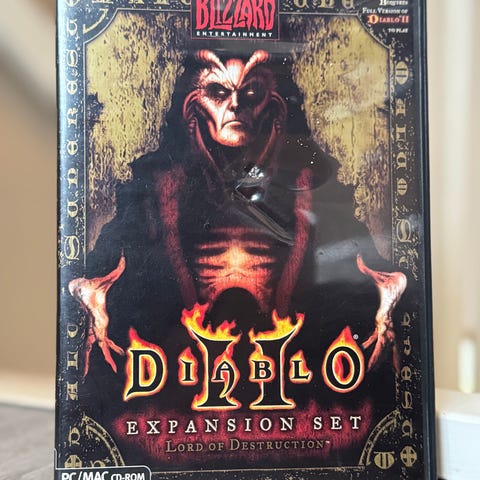 BLIZZARD
ENTERTAINMENT
REQUIRES
FULL VERSION OF
DIABLO II
TO PLAY
DIABLO II
EXPANSION SET
LORD OF DESTRUCTION™
PC/MAC CD-ROM